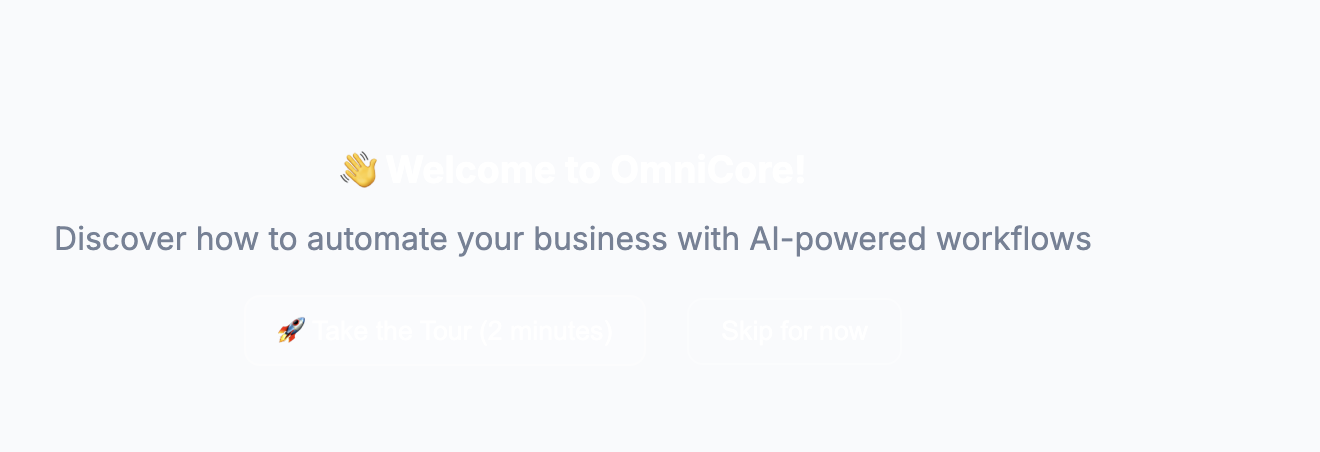 👋 Welcome to OmniCore!
Discover how to automate your business with AI-powered workflows
🚀 Take the Tour (2 minutes)
Skip for now